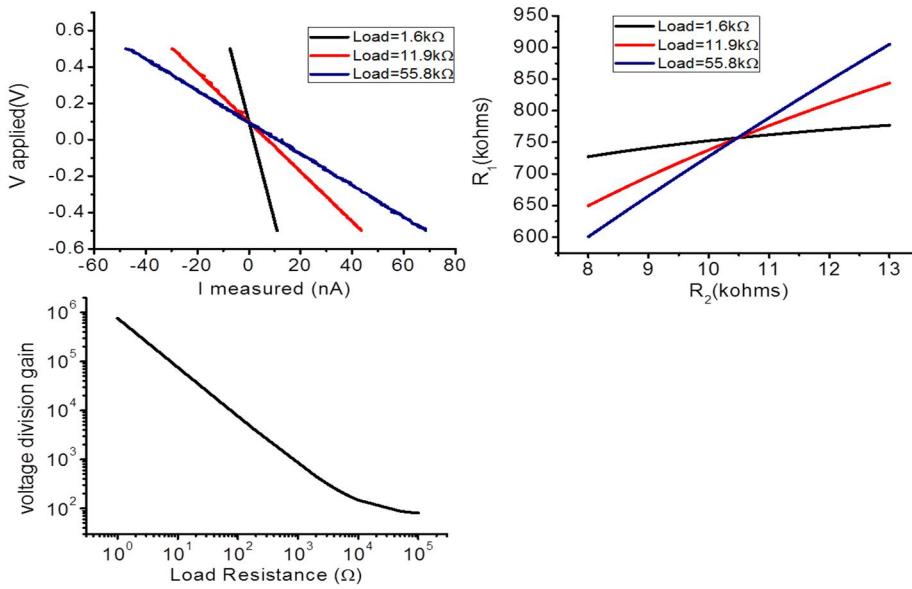 Load=1.6kΩ
Load=11.9kΩ
Load=55.8kΩ
V applied(V)
0.6
0.4
0.2
0.0
-0.2
-0.4
-0.6
-60 -40 -20 0 20 40 60 80
I measured (nA)
Load=1.6kΩ
Load=11.9kΩ
Load=55.8kΩ
R1(kohms)
950
900
850
800
750
700
650
600
8 9 10 11 12 13
R2(kohms)
voltage division gain
10^6
10^5
10^4
10^3
10^2
10^0 10^1 10^2 10^3 10^4 10^5
Load Resistance (Ω)